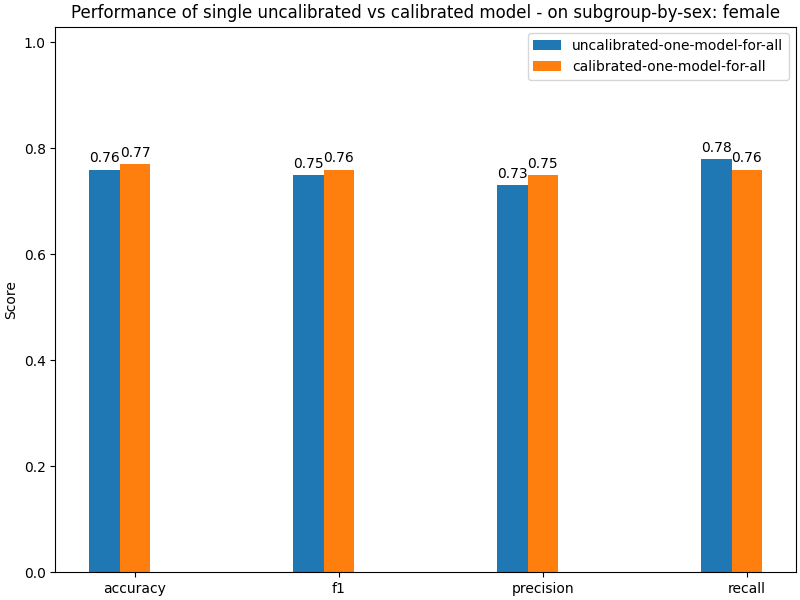 Performance of single uncalibrated vs calibrated model - on subgroup-by-sex: female
uncalibrated-one-model-for-all
calibrated-one-model-for-all
1.0
0.8
0.6
0.4
0.2
0.0
Score
0.76
0.77
0.75
0.76
0.73
0.75
0.78
0.76
accuracy
f1
precision
recall